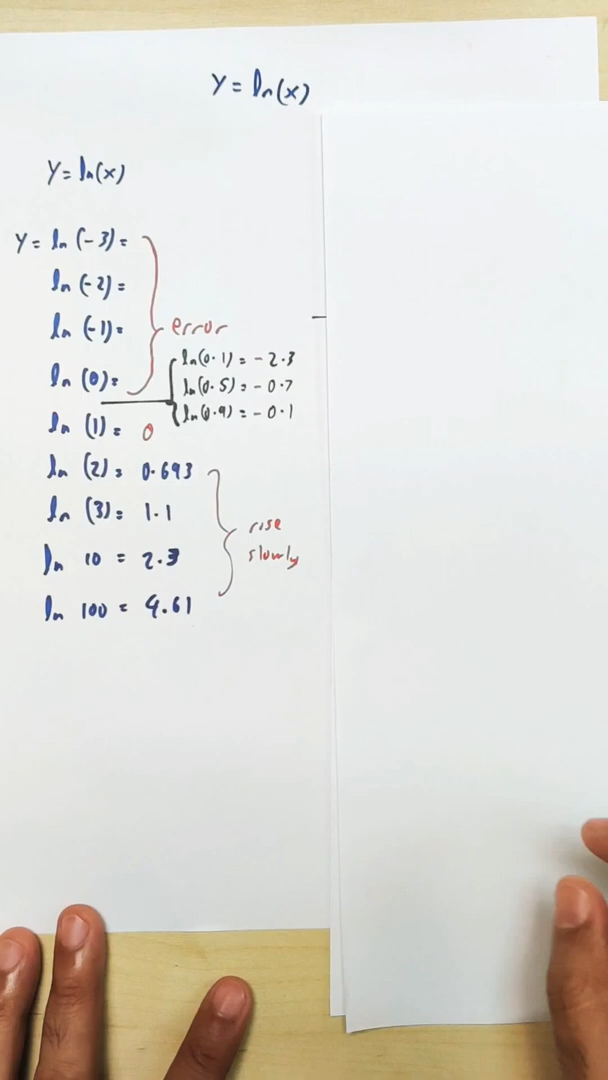 y = ln(x)
y = ln(x)
y = ln (-3) =
ln (-2) =
ln (-1) =
error
ln(0.1) = -2.3
ln (0) =
ln(0.5) = -0.7
ln(0.9) = -0.1
ln (1) = 0
ln (2) = 0.693
ln (3) = 1.1
rise
slowly
ln 10 = 2.3
ln 100 = 4.61